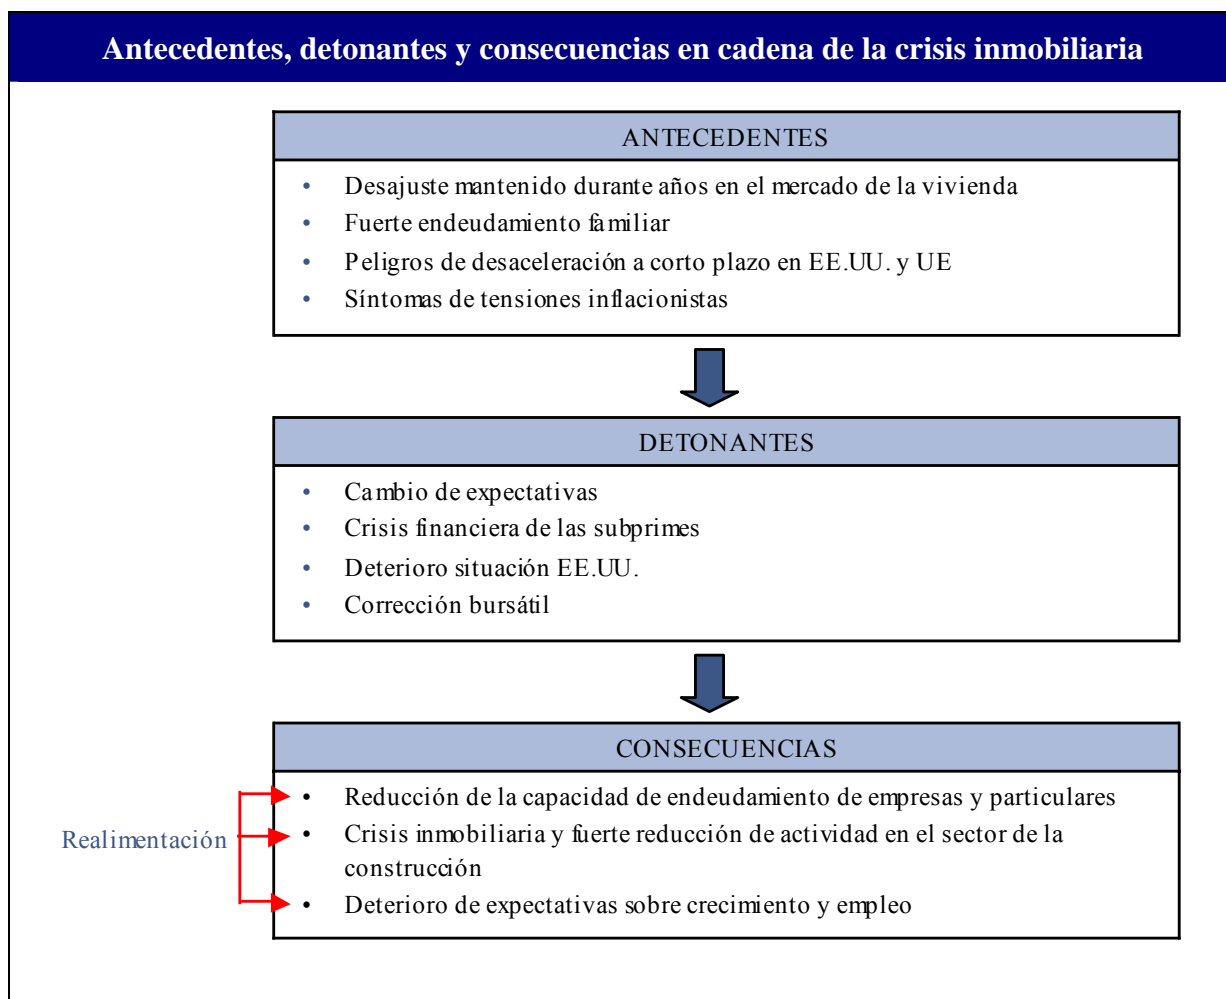 Antecedentes, detonantes y consecuencias en cadena de la crisis inmobiliaria
ANTECEDENTES
• Desajuste mantenido durante años en el mercado de la vivienda
• Fuerte endeudamiento familiar
• Peligros de desaceleración a corto plazo en EE.UU. y UE
• Síntomas de tensiones inflacionistas
DETONANTES
• Cambio de expectativas
• Crisis financiera de las subprimes
• Deterioro situación EE.UU.
• Corrección bursátil
CONSECUENCIAS
• Reducción de la capacidad de endeudamiento de empresas y particulares
Realimentación
• Crisis inmobiliaria y fuerte reducción de actividad en el sector de la
construcción
• Deterioro de expectativas sobre crecimiento y empleo